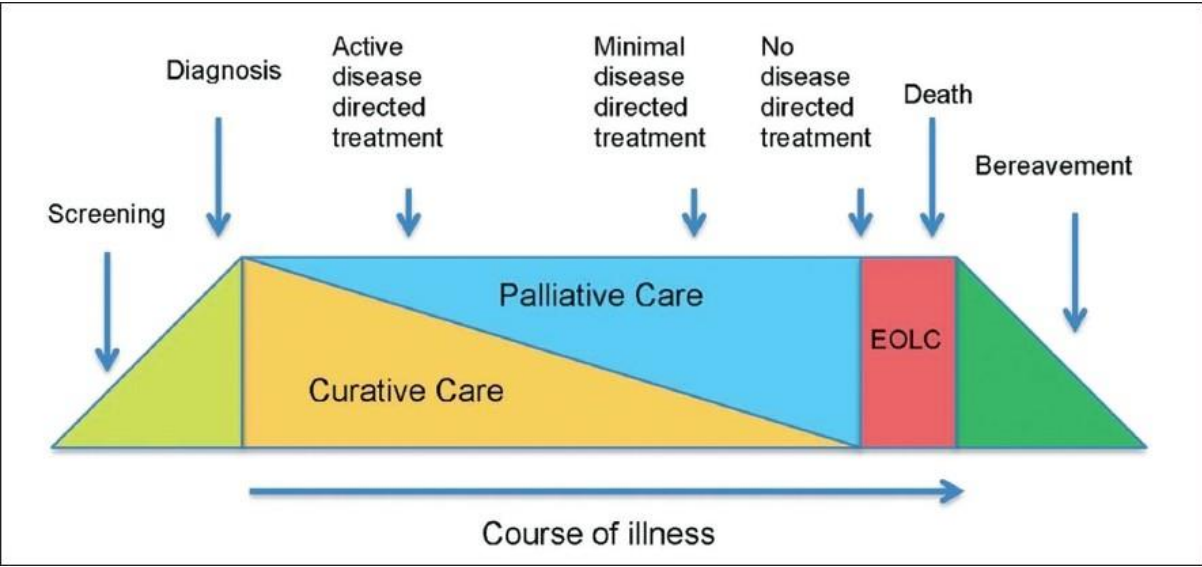 Screening
Diagnosis
Active
disease
directed
treatment
Minimal
disease
directed
treatment
No
disease
directed
treatment
Death
Bereavement
Palliative Care
Curative Care
EOLC
Course of illness